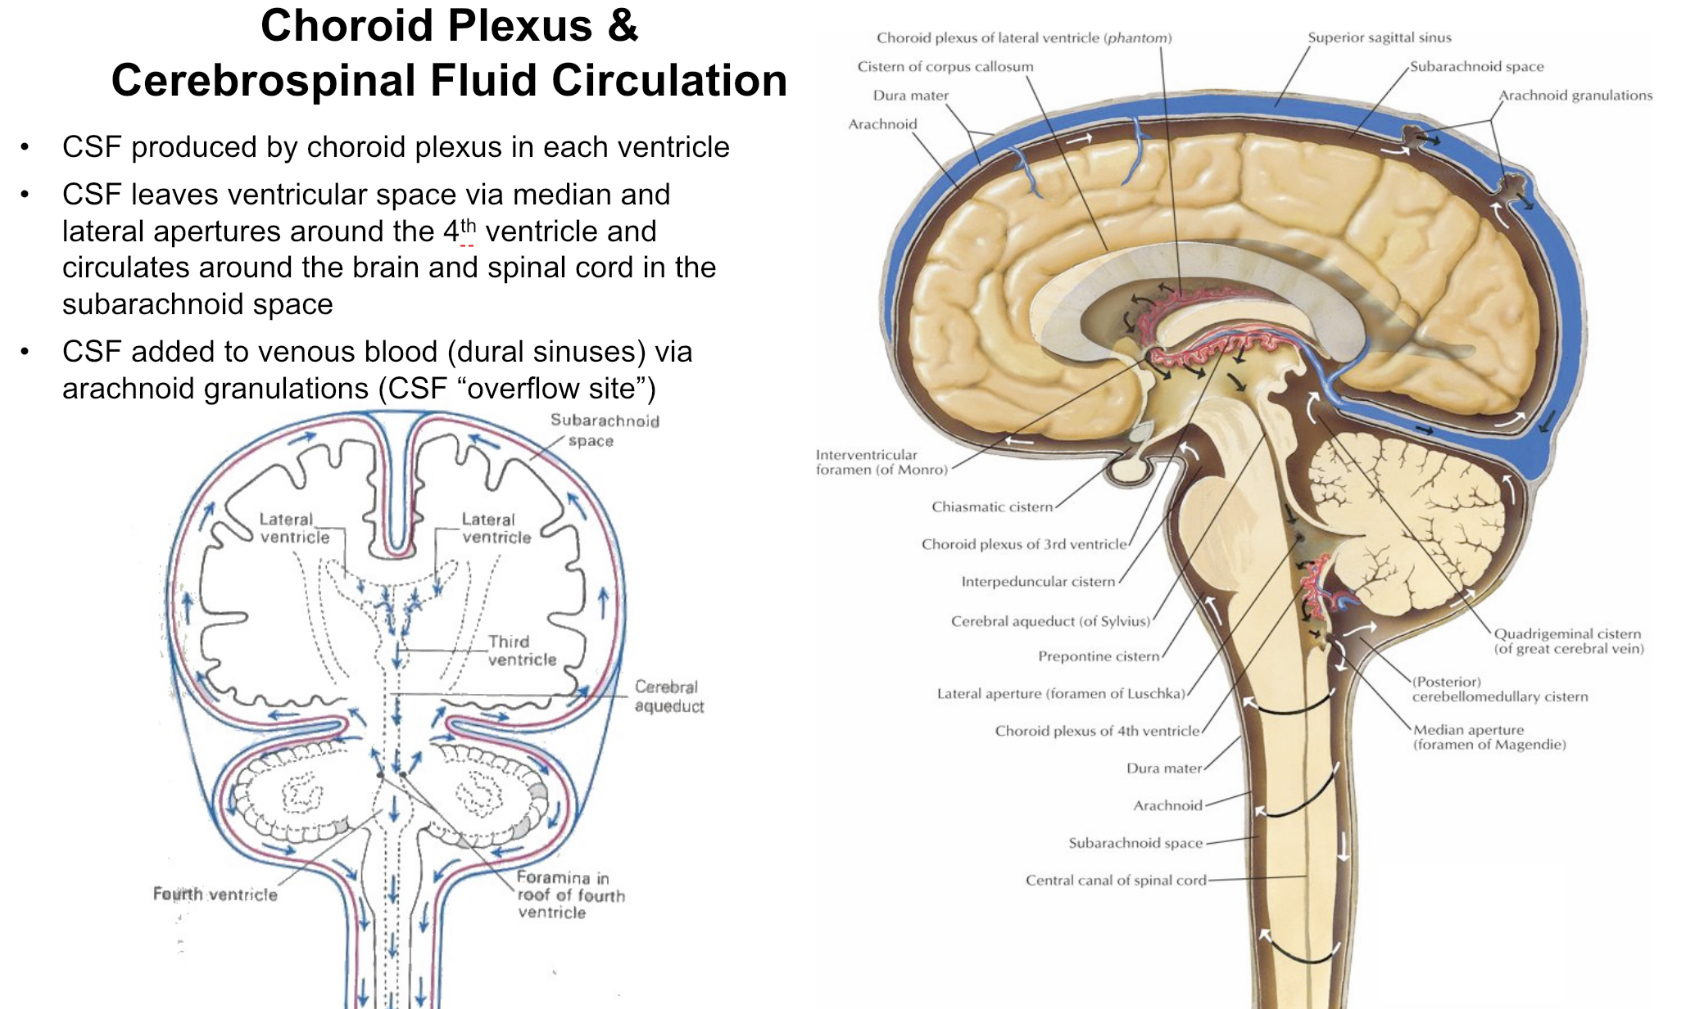 Choroid Plexus &
Cerebrospinal Fluid Circulation
• CSF produced by choroid plexus in each ventricle
• CSF leaves ventricular space via median and
lateral apertures around the 4th ventricle and
circulates around the brain and spinal cord in the
subarachnoid space
• CSF added to venous blood (dural sinuses) via
arachnoid granulations (CSF “overflow site”)
Subarachnoid
space
Lateral
ventricle
Lateral
ventricle
Third
ventricle
Cerebral
aqueduct
Fourth ventricle
Foramina in
roof of fourth
ventricle
Choroid plexus of lateral ventricle (phantom)
Cistern of corpus callosum
Dura mater
Arachnoid
Superior sagittal sinus
Subarachnoid space
Arachnoid granulations
Interventricular
foramen (of Monro)
Chiasmatic cistern
Choroid plexus of 3rd ventricle
Interpeduncular cistern
Cerebral aqueduct (of Sylvius)
Prepontine cistern
Lateral aperture (foramen of Luschka)
Choroid plexus of 4th ventricle
Dura mater
Arachnoid
Subarachnoid space
Central canal of spinal cord
Quadrigeminal cistern
(of great cerebral vein)
(Posterior)
cerebellomedullary cistern
Median aperture
(foramen of Magendie)